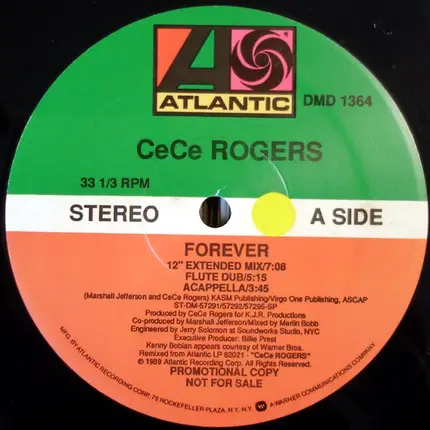 ATLANTIC
DMD 1364
CeCe ROGERS
33 1/3 RPM
STEREO
A SIDE
FOREVER
12" EXTENDED MIX/7:08
FLUTE DUB/5:15
ACAPPELLA/3:45
(Marshall Jefferson and CeCe Rogers) KASM Publishing/Virgo One Publishing, ASCAP
ST-DM-57291/57292/57295-SP
Produced by CeCe Rogers for K.J.R. Productions
Co-produced by Marshall Jefferson/Mixed by Merlin Bobb
Engineered by Jerry Solomon at Soundworks Studio, NYC
Executive Producer: Billie Prest
Kenny Bobian appears courtesy of Warner Bros.
Remixed from Atlantic LP 82021 - "CeCe ROGERS"
© 1989 Atlantic Recording Corp. All Rights Reserved.
PROMOTIONAL COPY
NOT FOR SALE
MFG. BY ATLANTIC RECORDING CORP., 75 ROCKEFELLER PLAZA, N.Y., N.Y. A WARNER COMMUNICATIONS COMPANY